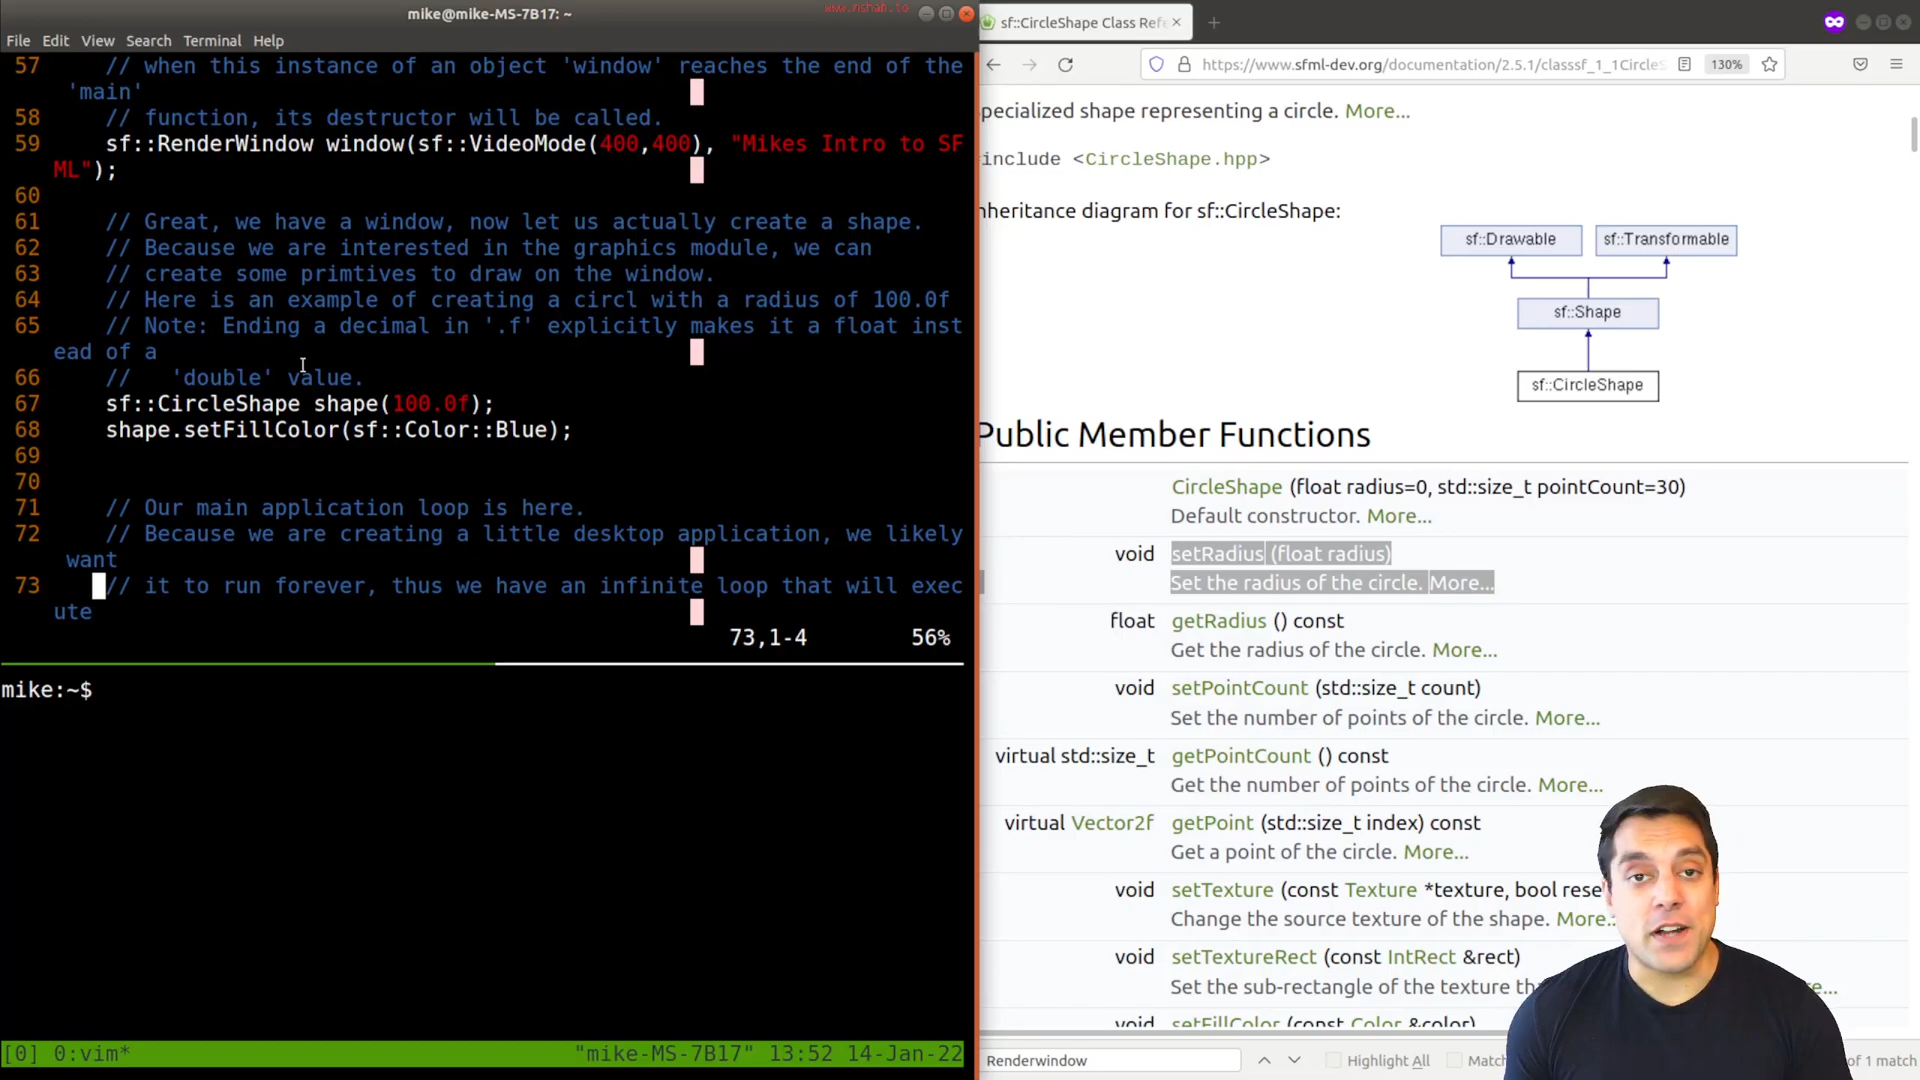 mike@mike-MS-7B17: ~
File Edit View Search Terminal Help
57 // when this instance of an object 'window' reaches the end of the
'main'
58 // function, its destructor will be called.
59 sf::RenderWindow window(sf::VideoMode(400,400), "Mikes Intro to SF
ML");
60
61 // Great, we have a window, now let us actually create a shape.
62 // Because we are interested in the graphics module, we can
63 // create some primtives to draw on the window.
64 // Here is an example of creating a circl with a radius of 100.0f
65 // Note: Ending a decimal in '.f' explicitly makes it a float inst
ead of a
66 // 'double' value.
67 sf::CircleShape shape(100.0f);
68 shape.setFillColor(sf::Color::Blue);
69
70
71 // Our main application loop is here.
72 // Because we are creating a little desktop application, we likely
want
73 // it to run forever, thus we have an infinite loop that will exec
ute
73,1-4 56%
mike:~$
[0] 0:vim* "mike-MS-7B17" 13:52 14-Jan-22
sf::CircleShape Class Refe
https://www.sfml-dev.org/documentation/2.5.1/classsf_1_1CircleS 130%
pecialized shape representing a circle. More...
include <CircleShape.hpp>
nheritance diagram for sf::CircleShape:
sf::Drawable sf::Transformable
sf::Shape
sf::CircleShape
Public Member Functions
CircleShape (float radius=0, std::size_t pointCount=30)
Default constructor. More...
void setRadius (float radius)
Set the radius of the circle. More...
float getRadius () const
Get the radius of the circle. More...
void setPointCount (std::size_t count)
Set the number of points of the circle. More...
virtual std::size_t getPointCount () const
Get the number of points of the circle. More...
virtual Vector2f getPoint (std::size_t index) const
Get a point of the circle. More...
void setTexture (const Texture *texture, bool rese
Change the source texture of the shape. More...
void setTextureRect (const IntRect &rect)
Set the sub-rectangle of the texture th e...
void setFillColor (const Color &color)
Renderwindow Highlight All Match of 1 match